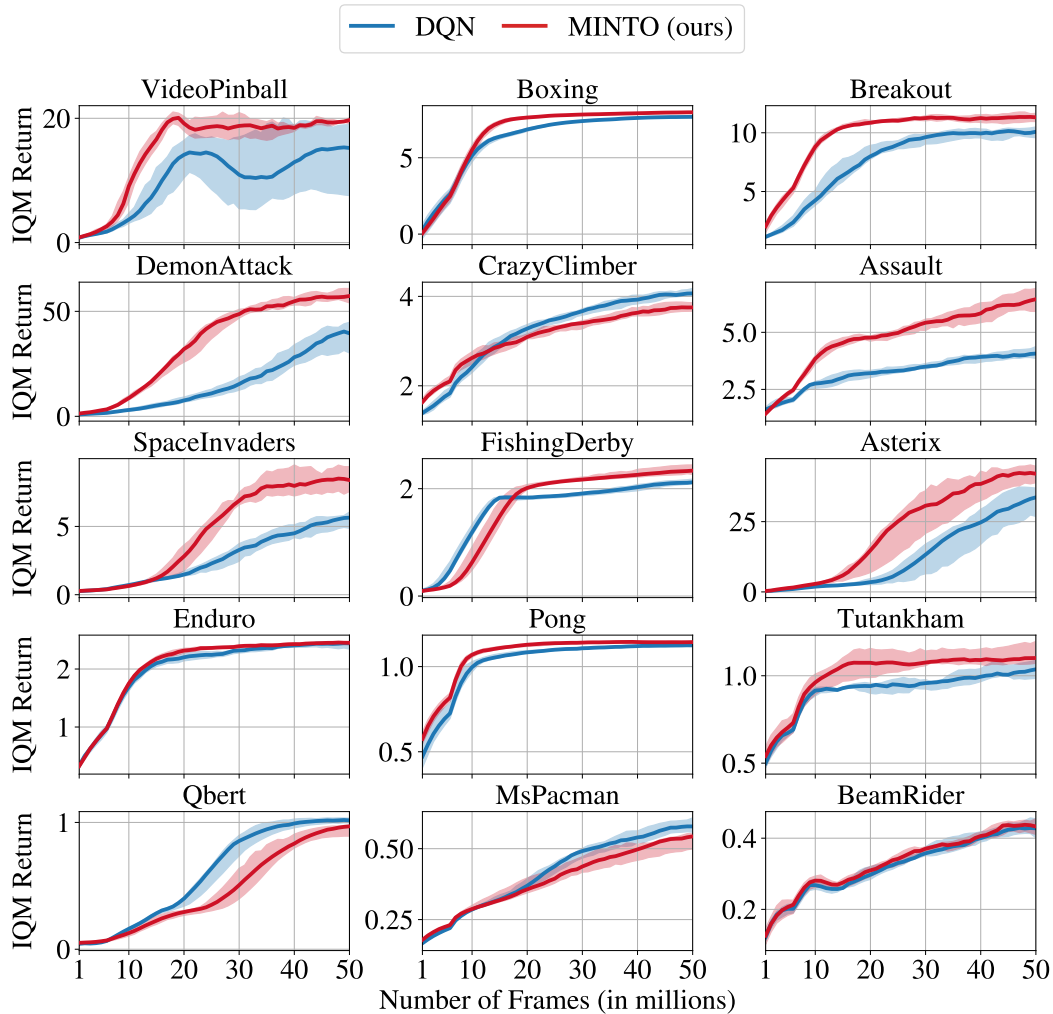 DQN MINTO (ours)
VideoPinball Boxing Breakout
IQM Return 20 0 5 0 10 5
DemonAttack CrazyClimber Assault
IQM Return 50 0 4 2 5.0 2.5
SpaceInvaders FishingDerby Asterix
IQM Return 5 0 2 0 25 0
Enduro Pong Tutankham
IQM Return 2 1 1.0 0.5 1.0 0.5
Qbert MsPacman BeamRider
IQM Return 1 0 0.50 0.25 0.4 0.2
1 10 20 30 40 50 1 10 20 30 40 50 1 10 20 30 40 50
Number of Frames (in millions)